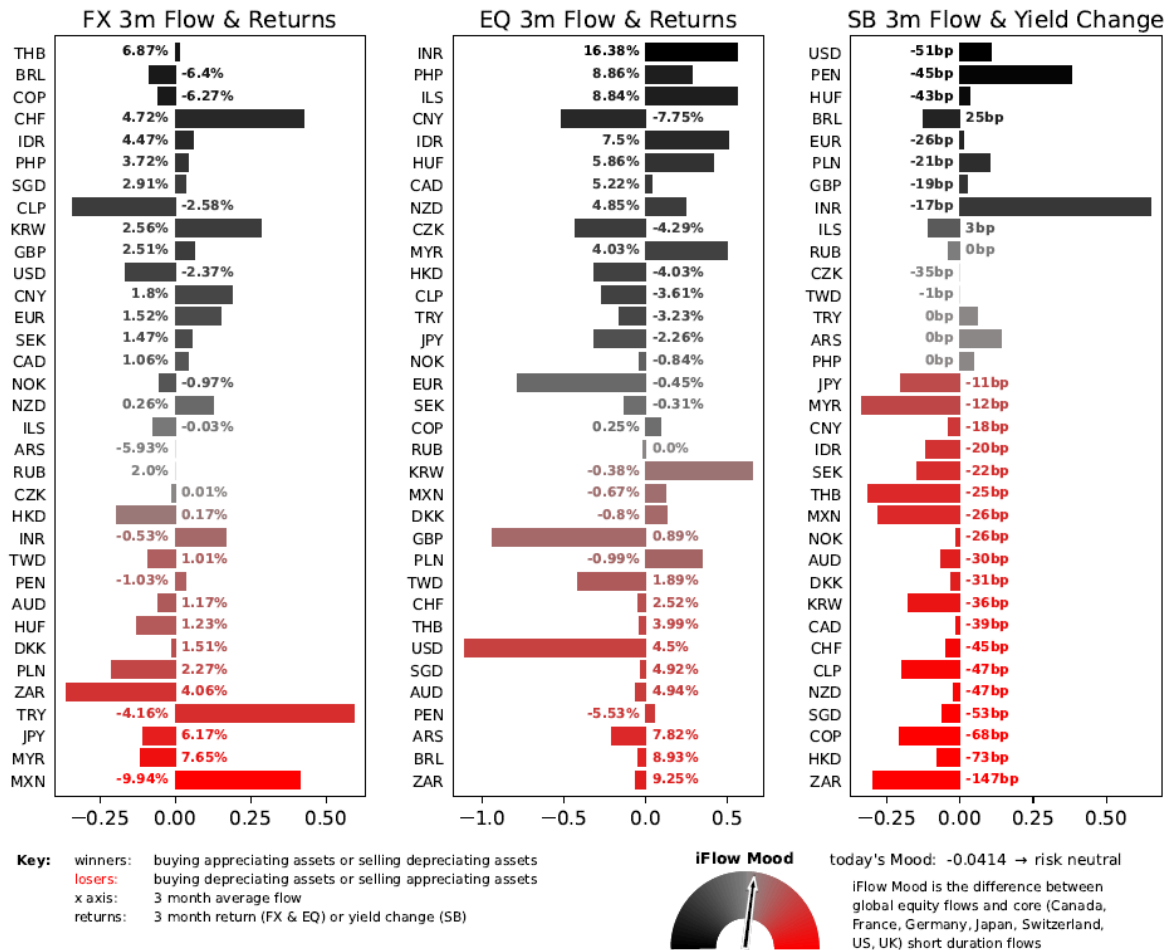 FX 3m Flow & Returns
THB 6.87%
BRL -6.4%
COP -6.27%
CHF 4.72%
IDR 4.47%
PHP 3.72%
SGD 2.91%
CLP -2.58%
KRW 2.56%
GBP 2.51%
USD -2.37%
CNY 1.8%
EUR 1.52%
SEK 1.47%
CAD 1.06%
NOK -0.97%
NZD 0.26%
ILS -0.03%
ARS -5.93%
RUB 2.0%
CZK 0.01%
HKD 0.17%
INR -0.53%
TWD 1.01%
PEN -1.03%
AUD 1.17%
HUF 1.23%
DKK 1.51%
PLN 2.27%
ZAR 4.06%
TRY -4.16%
JPY 6.17%
MYR 7.65%
MXN -9.94%
−0.25 0.00 0.25 0.50
EQ 3m Flow & Returns
INR 16.38%
PHP 8.86%
ILS 8.84%
CNY -7.75%
IDR 7.5%
HUF 5.86%
CAD 5.22%
NZD 4.85%
CZK -4.29%
MYR 4.03%
HKD -4.03%
CLP -3.61%
TRY -3.23%
JPY -2.26%
NOK -0.84%
EUR -0.45%
SEK -0.31%
COP 0.25%
RUB 0.0%
KRW -0.38%
MXN -0.67%
DKK -0.8%
GBP 0.89%
PLN -0.99%
TWD 1.89%
CHF 2.52%
THB 3.99%
USD 4.5%
SGD 4.92%
AUD 4.94%
PEN -5.53%
ARS 7.82%
BRL 8.93%
ZAR 9.25%
−1.0 −0.5 0.0 0.5
SB 3m Flow & Yield Change
USD -51bp
PEN -45bp
HUF -43bp
BRL 25bp
EUR -26bp
PLN -21bp
GBP -19bp
INR -17bp
ILS 3bp
RUB 0bp
CZK -35bp
TWD -1bp
TRY 0bp
ARS 0bp
PHP 0bp
JPY -11bp
MYR -12bp
CNY -18bp
IDR -20bp
SEK -22bp
THB -25bp
MXN -26bp
NOK -26bp
AUD -30bp
DKK -31bp
KRW -36bp
CAD -39bp
CHF -45bp
CLP -47bp
NZD -47bp
SGD -53bp
COP -68bp
HKD -73bp
ZAR -147bp
−0.25 0.00 0.25 0.50
Key: winners: buying appreciating assets or selling depreciating assets
losers: buying depreciating assets or selling appreciating assets
x axis: 3 month average flow
returns: 3 month return (FX & EQ) or yield change (SB)
iFlow Mood
today's Mood: -0.0414 → risk neutral
iFlow Mood is the difference between
global equity flows and core (Canada,
France, Germany, Japan, Switzerland,
US, UK) short duration flows